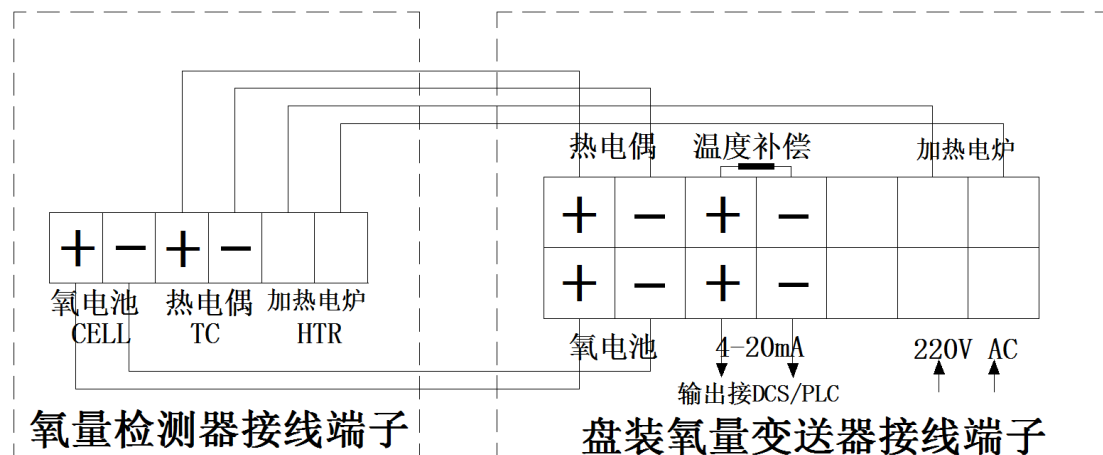 热电偶 温度补偿 加热电炉
+ − + −
+ − + −
+ − + −
氧电池 热电偶 加热电炉
CELL TC HTR
氧电池 4-20mA 220V AC
输出接DCS/PLC
氧量检测器接线端子
盘装氧量变送器接线端子